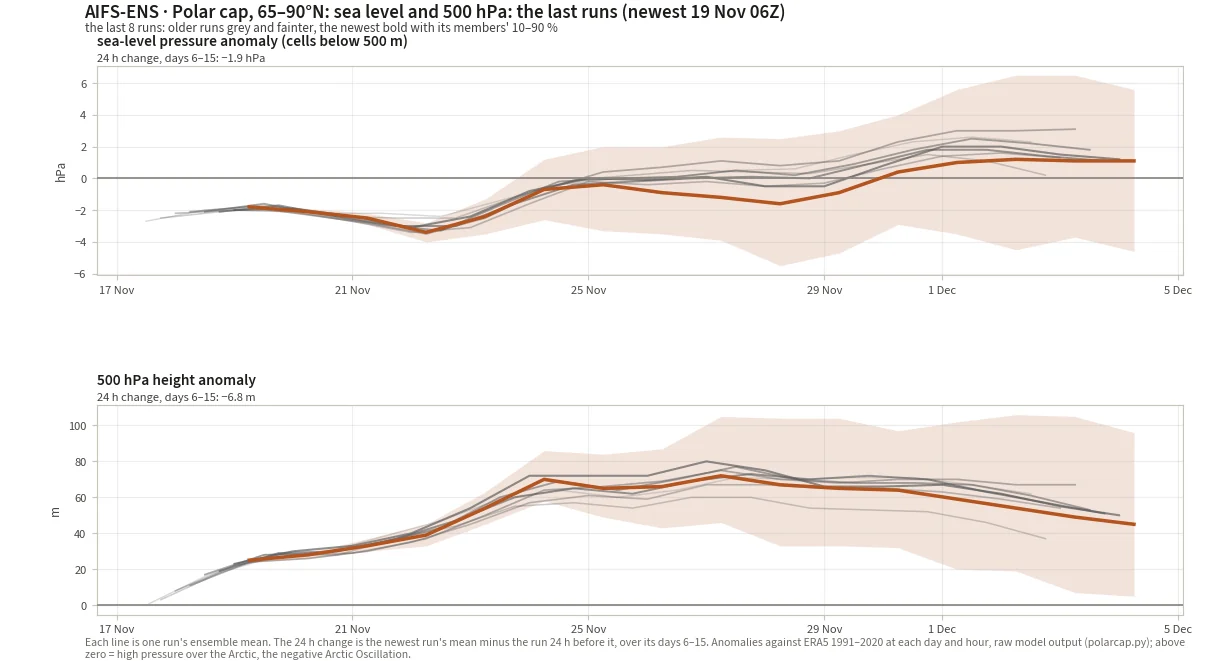 AIFS-ENS · Polar cap, 65–90°N: sea level and 500 hPa: the last runs (newest 19 Nov 06Z)
the last 8 runs: older runs grey and fainter, the newest bold with its members' 10–90 %
sea-level pressure anomaly (cells below 500 m)
24 h change, days 6–15: −1.9 hPa
6
4
2
0
−2
−4
−6
hPa
17 Nov
21 Nov
25 Nov
29 Nov
1 Dec
5 Dec
500 hPa height anomaly
24 h change, days 6–15: −6.8 m
100
80
60
40
20
0
m
17 Nov
21 Nov
25 Nov
29 Nov
1 Dec
5 Dec
Each line is one run's ensemble mean. The 24 h change is the newest run's mean minus the run 24 h before it, over its days 6–15. Anomalies against ERA5 1991–2020 at each day and hour, raw model output (polarcap.py); above
zero = high pressure over the Arctic, the negative Arctic Oscillation.